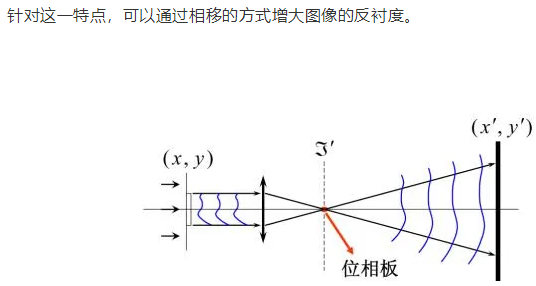 针对这一特点，可以通过相移的方式增大图像的反衬度。
(x, y)
ℑ′
(x′, y′)
位相板